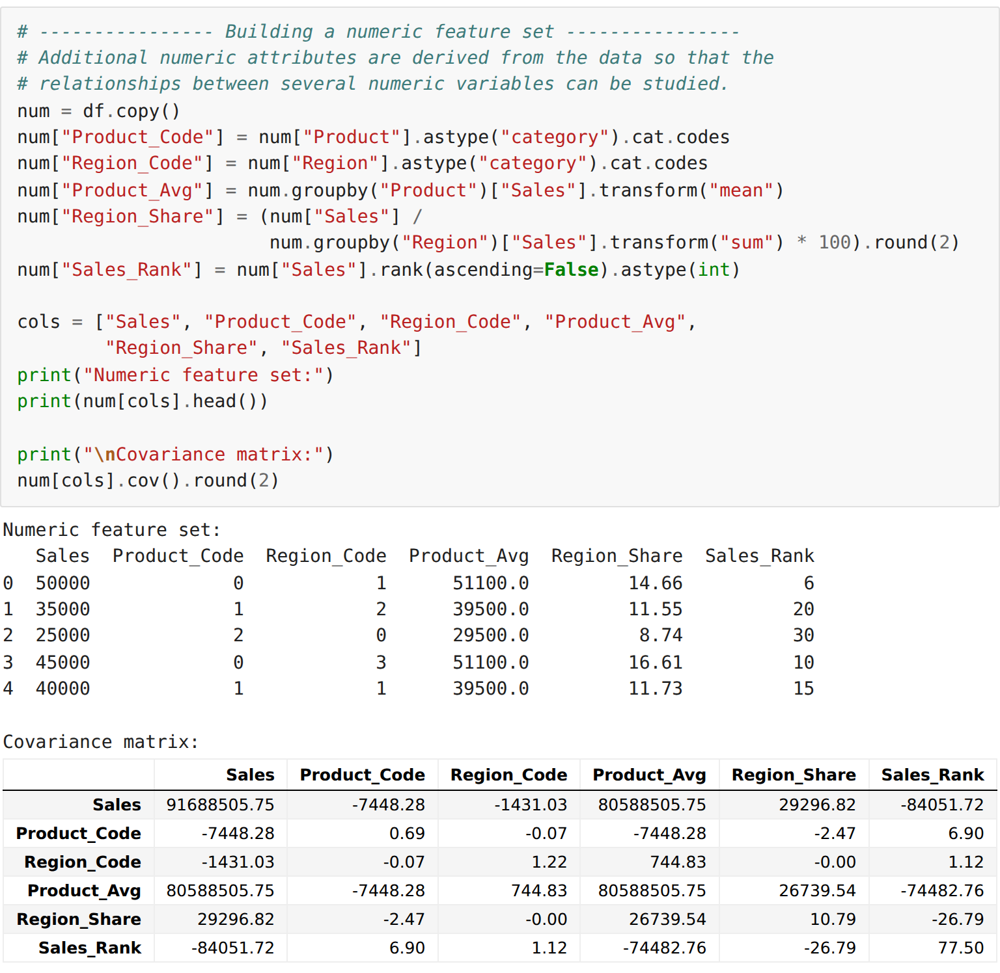 # ---------------- Building a numeric feature set ----------------
# Additional numeric attributes are derived from the data so that the
# relationships between several numeric variables can be studied.
num = df.copy()
num["Product_Code"] = num["Product"].astype("category").cat.codes
num["Region_Code"] = num["Region"].astype("category").cat.codes
num["Product_Avg"] = num.groupby("Product")["Sales"].transform("mean")
num["Region_Share"] = (num["Sales"] /
                       num.groupby("Region")["Sales"].transform("sum") * 100).round(2)
num["Sales_Rank"] = num["Sales"].rank(ascending=False).astype(int)

cols = ["Sales", "Product_Code", "Region_Code", "Product_Avg",
        "Region_Share", "Sales_Rank"]
print("Numeric feature set:")
print(num[cols].head())

print("\nCovariance matrix:")
num[cols].cov().round(2)
Numeric feature set:
   Sales  Product_Code  Region_Code  Product_Avg  Region_Share  Sales_Rank
0  50000             0            1      51100.0         14.66           6
1  35000             1            2      39500.0         11.55          20
2  25000             2            0      29500.0          8.74          30
3  45000             0            3      51100.0         16.61          10
4  40000             1            1      39500.0         11.73          15

Covariance matrix:
Sales Product_Code Region_Code Product_Avg Region_Share Sales_Rank
Sales 91688505.75 -7448.28 -1431.03 80588505.75 29296.82 -84051.72
Product_Code -7448.28 0.69 -0.07 -7448.28 -2.47 6.90
Region_Code -1431.03 -0.07 1.22 744.83 -0.00 1.12
Product_Avg 80588505.75 -7448.28 744.83 80588505.75 26739.54 -74482.76
Region_Share 29296.82 -2.47 -0.00 26739.54 10.79 -26.79
Sales_Rank -84051.72 6.90 1.12 -74482.76 -26.79 77.50